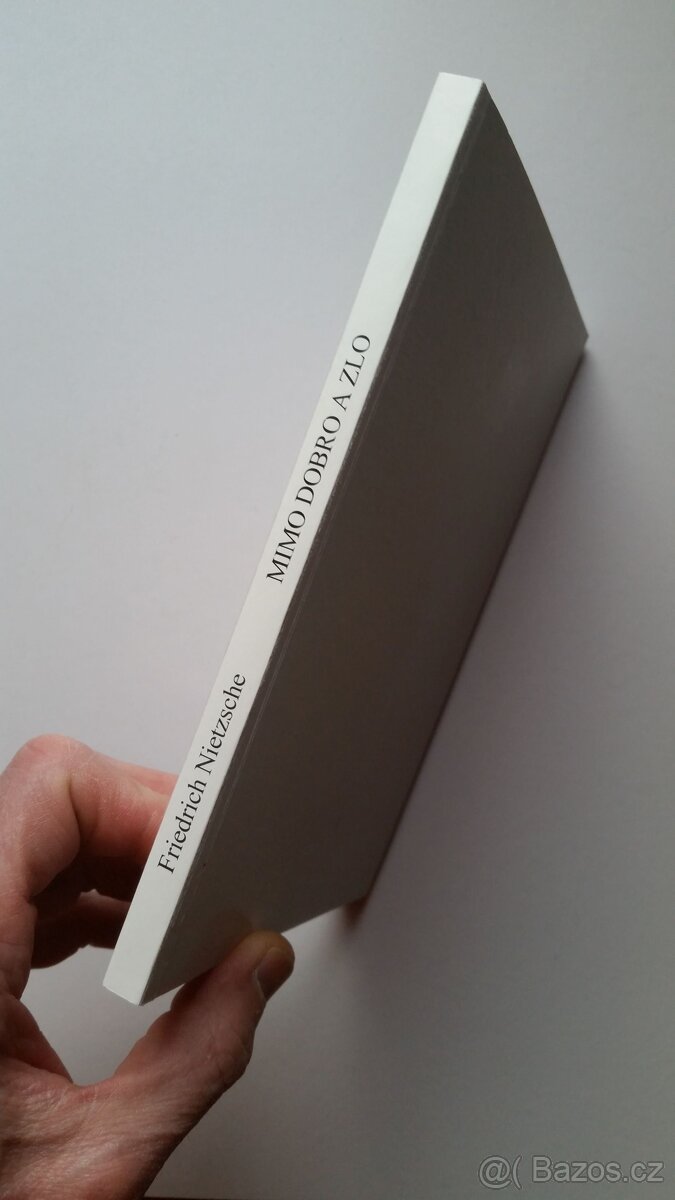 Friedrich Nietzsche
MIMO DOBRO A ZLO
@( Bazos.cz